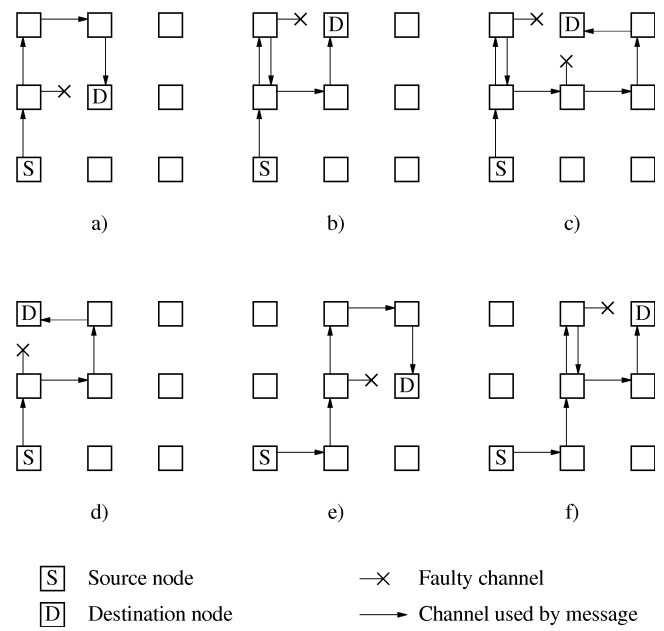 D
D
D
S
S
S
a)
b)
c)
D
D
D
S
S
S
d)
e)
f)
S Source node
Faulty channel
D Destination node
Channel used by message